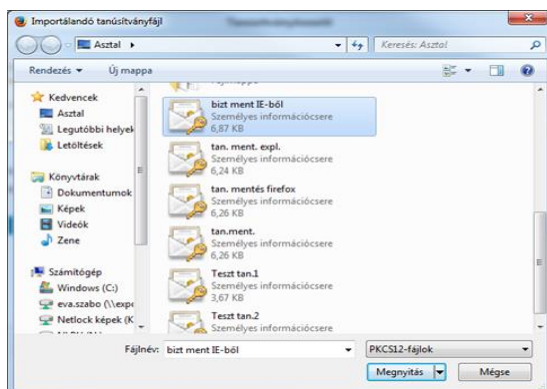 Importálandó tanúsítványfájl
Asztal
Keresés: Asztal
Rendezés
Új mappa
Kedvencek
Asztal
Legutóbbi helyek
Letöltések
Könyvtárak
Dokumentumok
Képek
Videók
Zene
Számítógép
Windows (C:)
eva.szabo (\\expo
Netlock képek (K
bizt ment IE-ből
Személyes információcsere
6,87 KB
tan. ment. expl.
Személyes információcsere
6,24 KB
tan. mentés firefox
Személyes információcsere
6,26 KB
tan.ment.
Személyes információcsere
6,26 KB
Teszt tan.1
Személyes információcsere
3,67 KB
Teszt tan.2
Személyes információcsere
Fájlnév: bizt ment IE-ből
PKCS12-fájlok
Megnyitás
Mégse